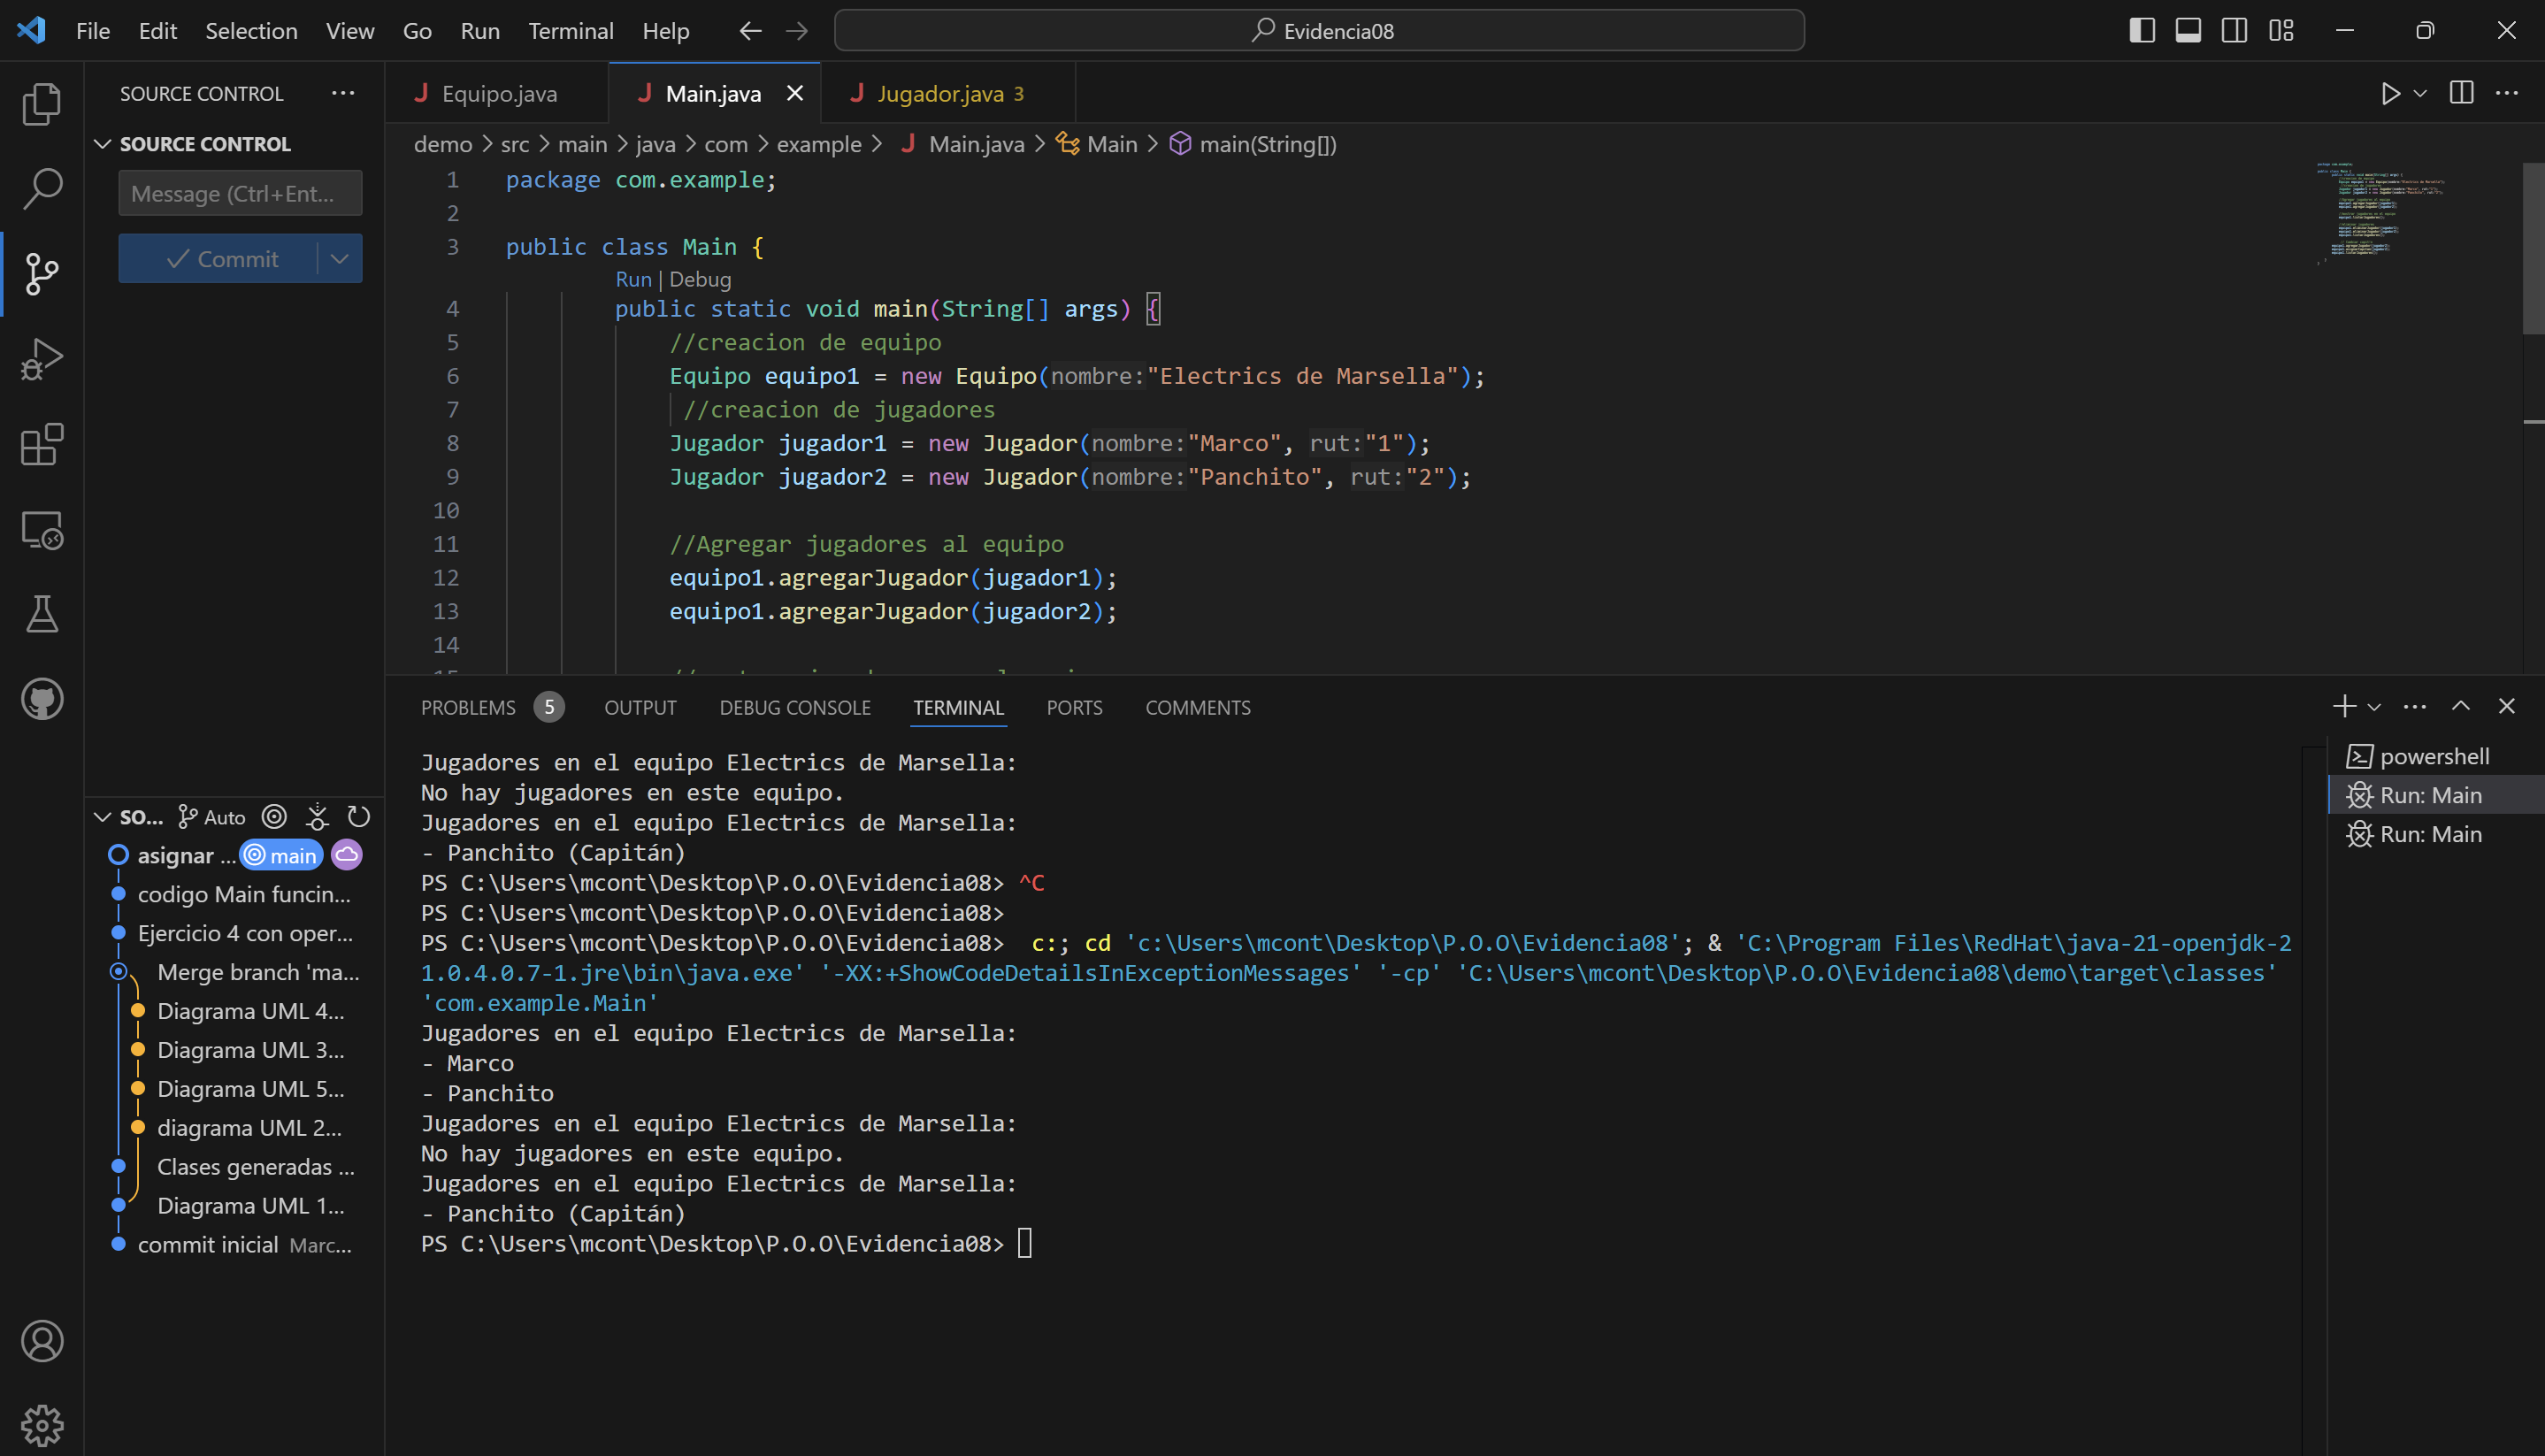 File Edit Selection View Go Run Terminal Help Evidencia08
SOURCE CONTROL
SOURCE CONTROL
Message (Ctrl+Ent...
Commit
Equipo.java Main.java Jugador.java 3
demo > src > main > java > com > example > Main.java > Main > main(String[])
1 package com.example;
2
3 public class Main {
Run | Debug
4 public static void main(String[] args) {
5 //creacion de equipo
6 Equipo equipo1 = new Equipo(nombre:"Electrics de Marsella");
7 //creacion de jugadores
8 Jugador jugador1 = new Jugador(nombre:"Marco", rut:"1");
9 Jugador jugador2 = new Jugador(nombre:"Panchito", rut:"2");
10
11 //Agregar jugadores al equipo
12 equipo1.agregarJugador(jugador1);
13 equipo1.agregarJugador(jugador2);
14
PROBLEMS 5 OUTPUT DEBUG CONSOLE TERMINAL PORTS COMMENTS
Jugadores en el equipo Electrics de Marsella:
No hay jugadores en este equipo.
Jugadores en el equipo Electrics de Marsella:
- Panchito (Capitán)
PS C:\Users\mcont\Desktop\P.O.O\Evidencia08> ^C
PS C:\Users\mcont\Desktop\P.O.O\Evidencia08>
PS C:\Users\mcont\Desktop\P.O.O\Evidencia08> c:; cd 'c:\Users\mcont\Desktop\P.O.O\Evidencia08'; & 'C:\Program Files\RedHat\java-21-openjdk-2
1.0.4.0.7-1.jre\bin\java.exe' '-XX:+ShowCodeDetailsInExceptionMessages' '-cp' 'C:\Users\mcont\Desktop\P.O.O\Evidencia08\demo\target\classes'
'com.example.Main'
Jugadores en el equipo Electrics de Marsella:
- Marco
- Panchito
Jugadores en el equipo Electrics de Marsella:
No hay jugadores en este equipo.
Jugadores en el equipo Electrics de Marsella:
- Panchito (Capitán)
PS C:\Users\mcont\Desktop\P.O.O\Evidencia08>
powershell
Run: Main
Run: Main
SO... Auto
asignar ... main
codigo Main funcin...
Ejercicio 4 con oper...
Merge branch 'ma...
Diagrama UML 4...
Diagrama UML 3...
Diagrama UML 5...
diagrama UML 2...
Clases generadas ...
Diagrama UML 1...
commit inicial Marc...